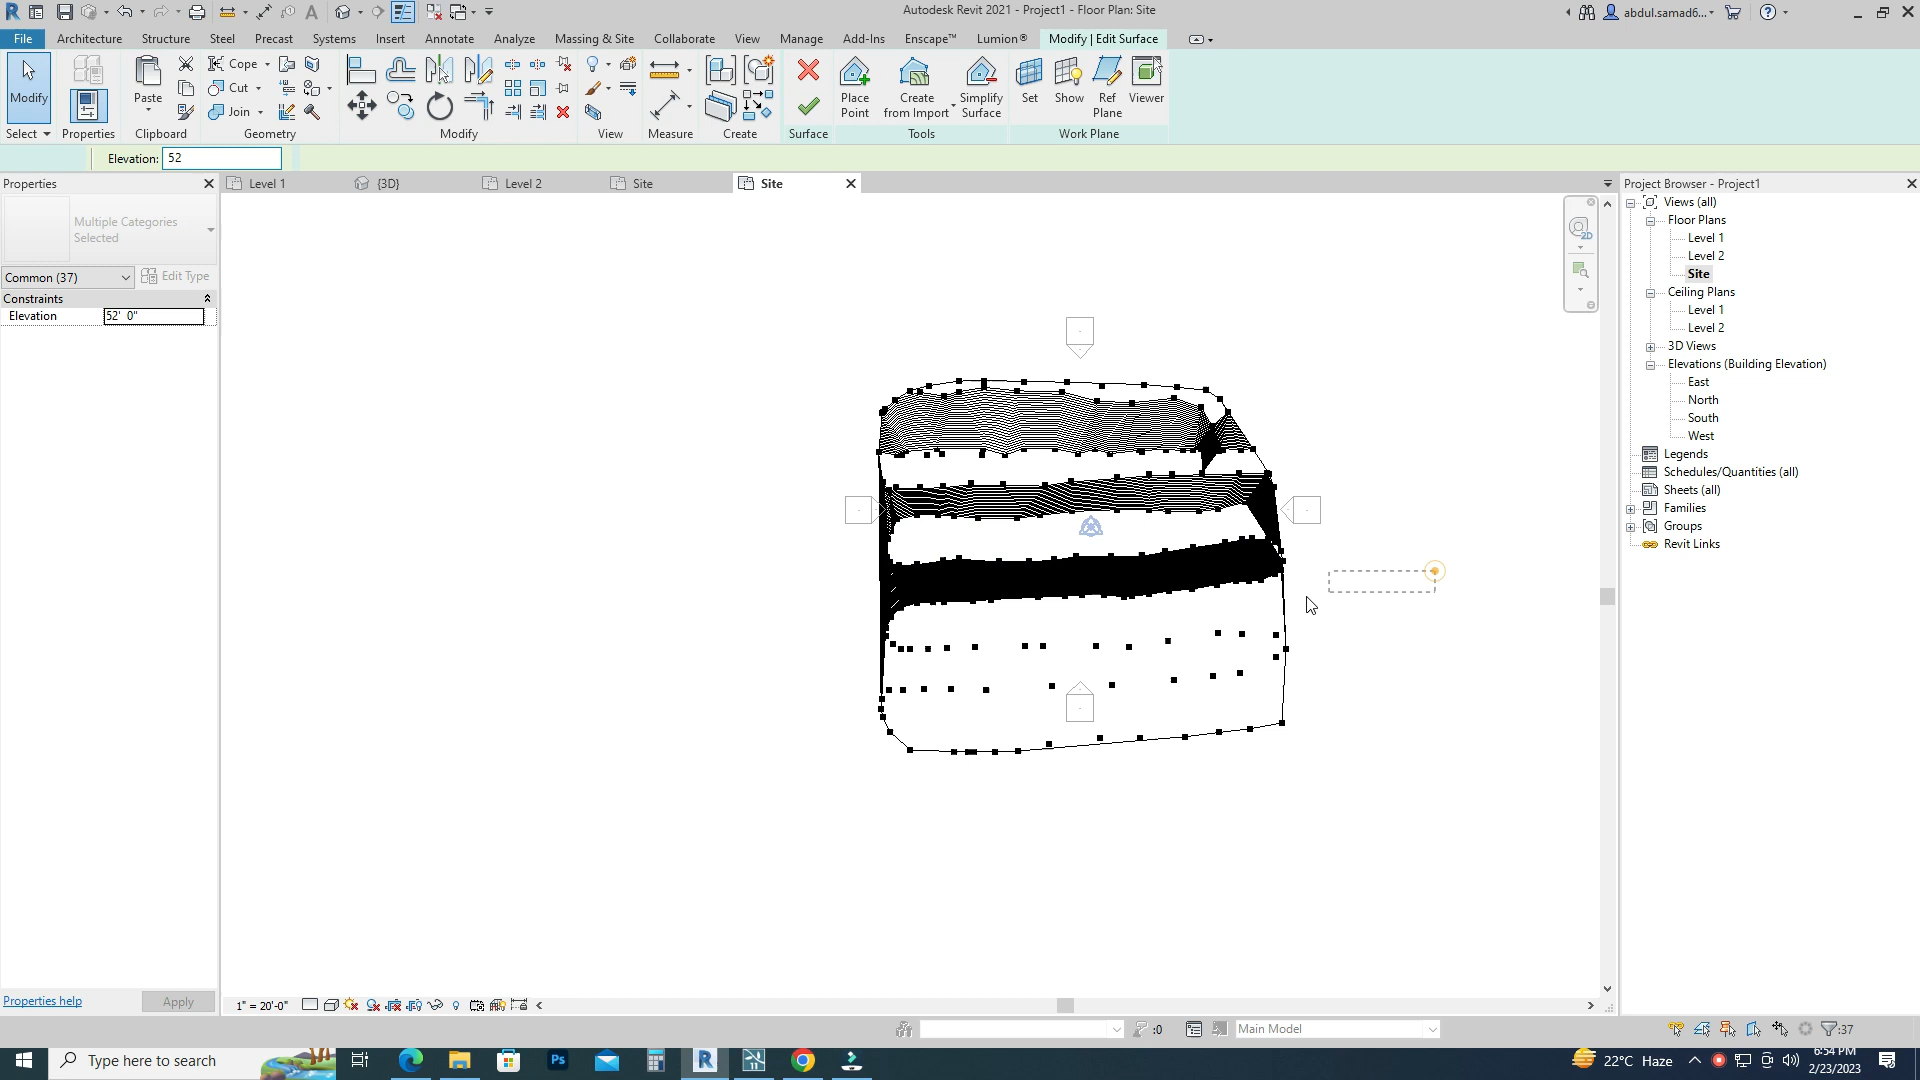 Autodesk Revit 2021 - Project1 - Floor Plan: Site
abdul.samad6...
File Architecture Structure Steel Precast Systems Insert Annotate Analyze Massing & Site Collaborate View Manage Add-Ins Enscape™ Lumion® Modify | Edit Surface
Modify
Paste
Cope
Cut
Join
Place Point
Create from Import
Simplify Surface
Set
Show
Ref Plane
Viewer
Select Properties Clipboard Geometry Modify View Measure Create Surface Tools Work Plane
Elevation: 52
Properties
Level 1
{3D}
Level 2
Site
Site
Project Browser - Project1
Multiple Categories Selected
Common (37)
Edit Type
Constraints
Elevation 52' 0"
2D
Views (all)
Floor Plans
Level 1
Level 2
Site
Ceiling Plans
Level 1
Level 2
3D Views
Elevations (Building Elevation)
East
North
South
West
Legends
Schedules/Quantities (all)
Sheets (all)
Families
Groups
Revit Links
Properties help
Apply
1" = 20'-0"
:0
Main Model
:37
Type here to search
Ps
R
22°C Haze
6:54 PM
2/23/2023